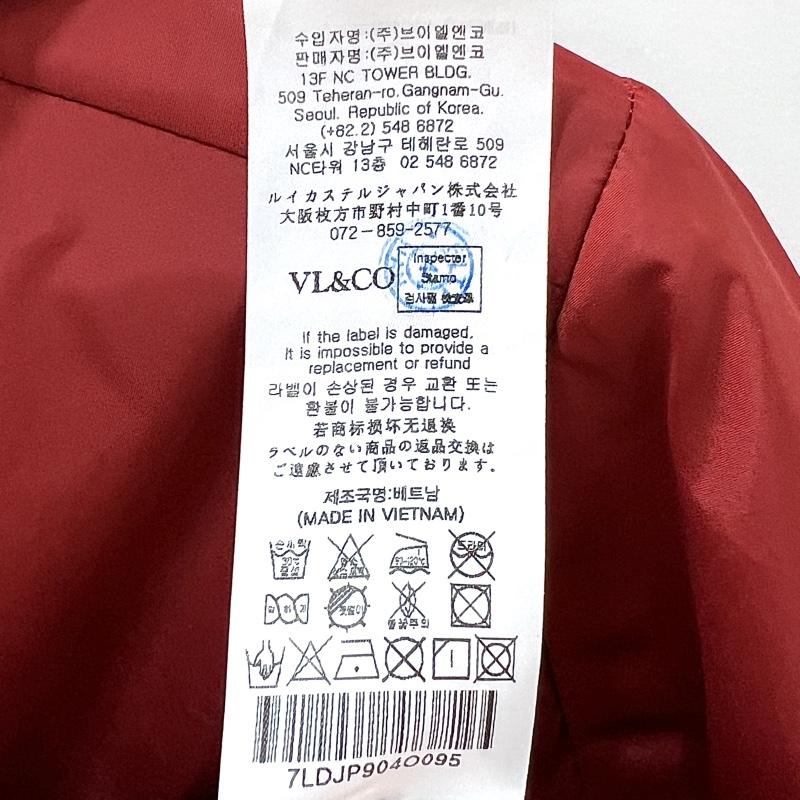 수입자명:(주)브이엘엔코
판매자명:(주)브이엘엔코
13F NC TOWER BLDG.
509 Teheran-ro.Gangnam-Gu.
Seoul. Republic of Korea.
(+82.2) 548 6872
서울시 강남구 테헤란로 509
NC타워 13층 02 548 6872
ルイカステルジャパン株式会社
大阪枚方市野村中町1番10号
072-859-2577
VL&CO
Inspecter
Stamp
If the label is damaged,
It is impossible to provide a
replacement or refund
라벨이 손상된 경우 교환 또는
환불이 불가능합니다.
若商标损坏无退换
ラベルのない商品の返品交換は
ご遠慮させて頂いております。
제조국명:베트남
(MADE IN VIETNAM)
7LDJP9040095